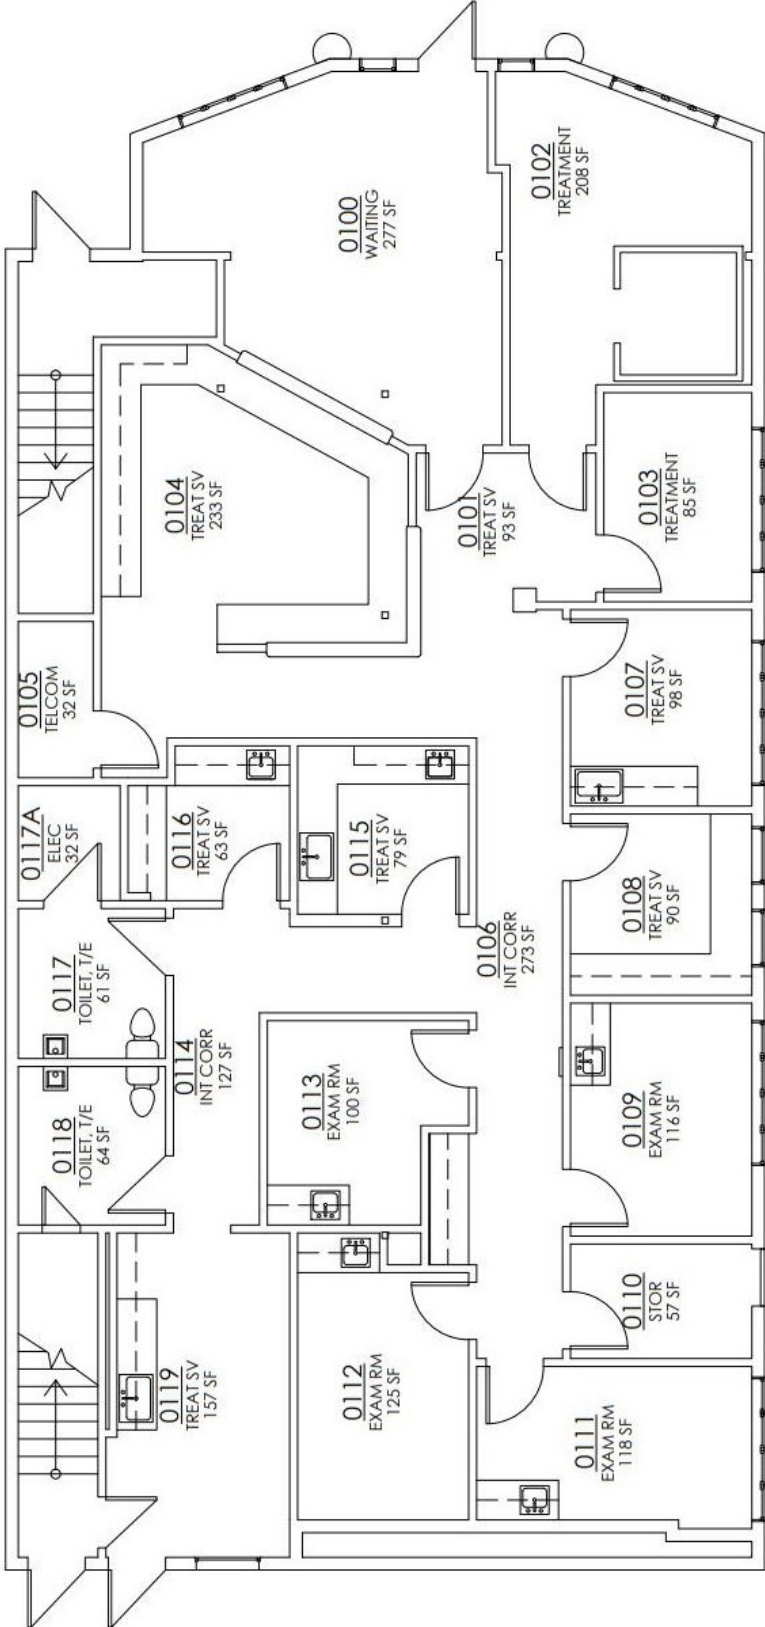 0100
WAITING
277 SF
0102
TREATMENT
208 SF
0104
TREAT SV
233 SF
0101
TREAT SV
93 SF
0103
TREATMENT
85 SF
0105
TELCOM
32 SF
0107
TREAT SV
98 SF
0117A
ELEC
32 SF
0116
TREAT SV
63 SF
0115
TREAT SV
79 SF
0108
TREAT SV
90 SF
0106
INT CORR
273 SF
0117
TOILET, T/E
61 SF
0114
INT CORR
127 SF
0118
TOILET, T/E
64 SF
0113
EXAM RM
100 SF
0109
EXAM RM
116 SF
0110
STOR
57 SF
0119
TREAT SV
157 SF
0112
EXAM RM
125 SF
0111
EXAM RM
118 SF